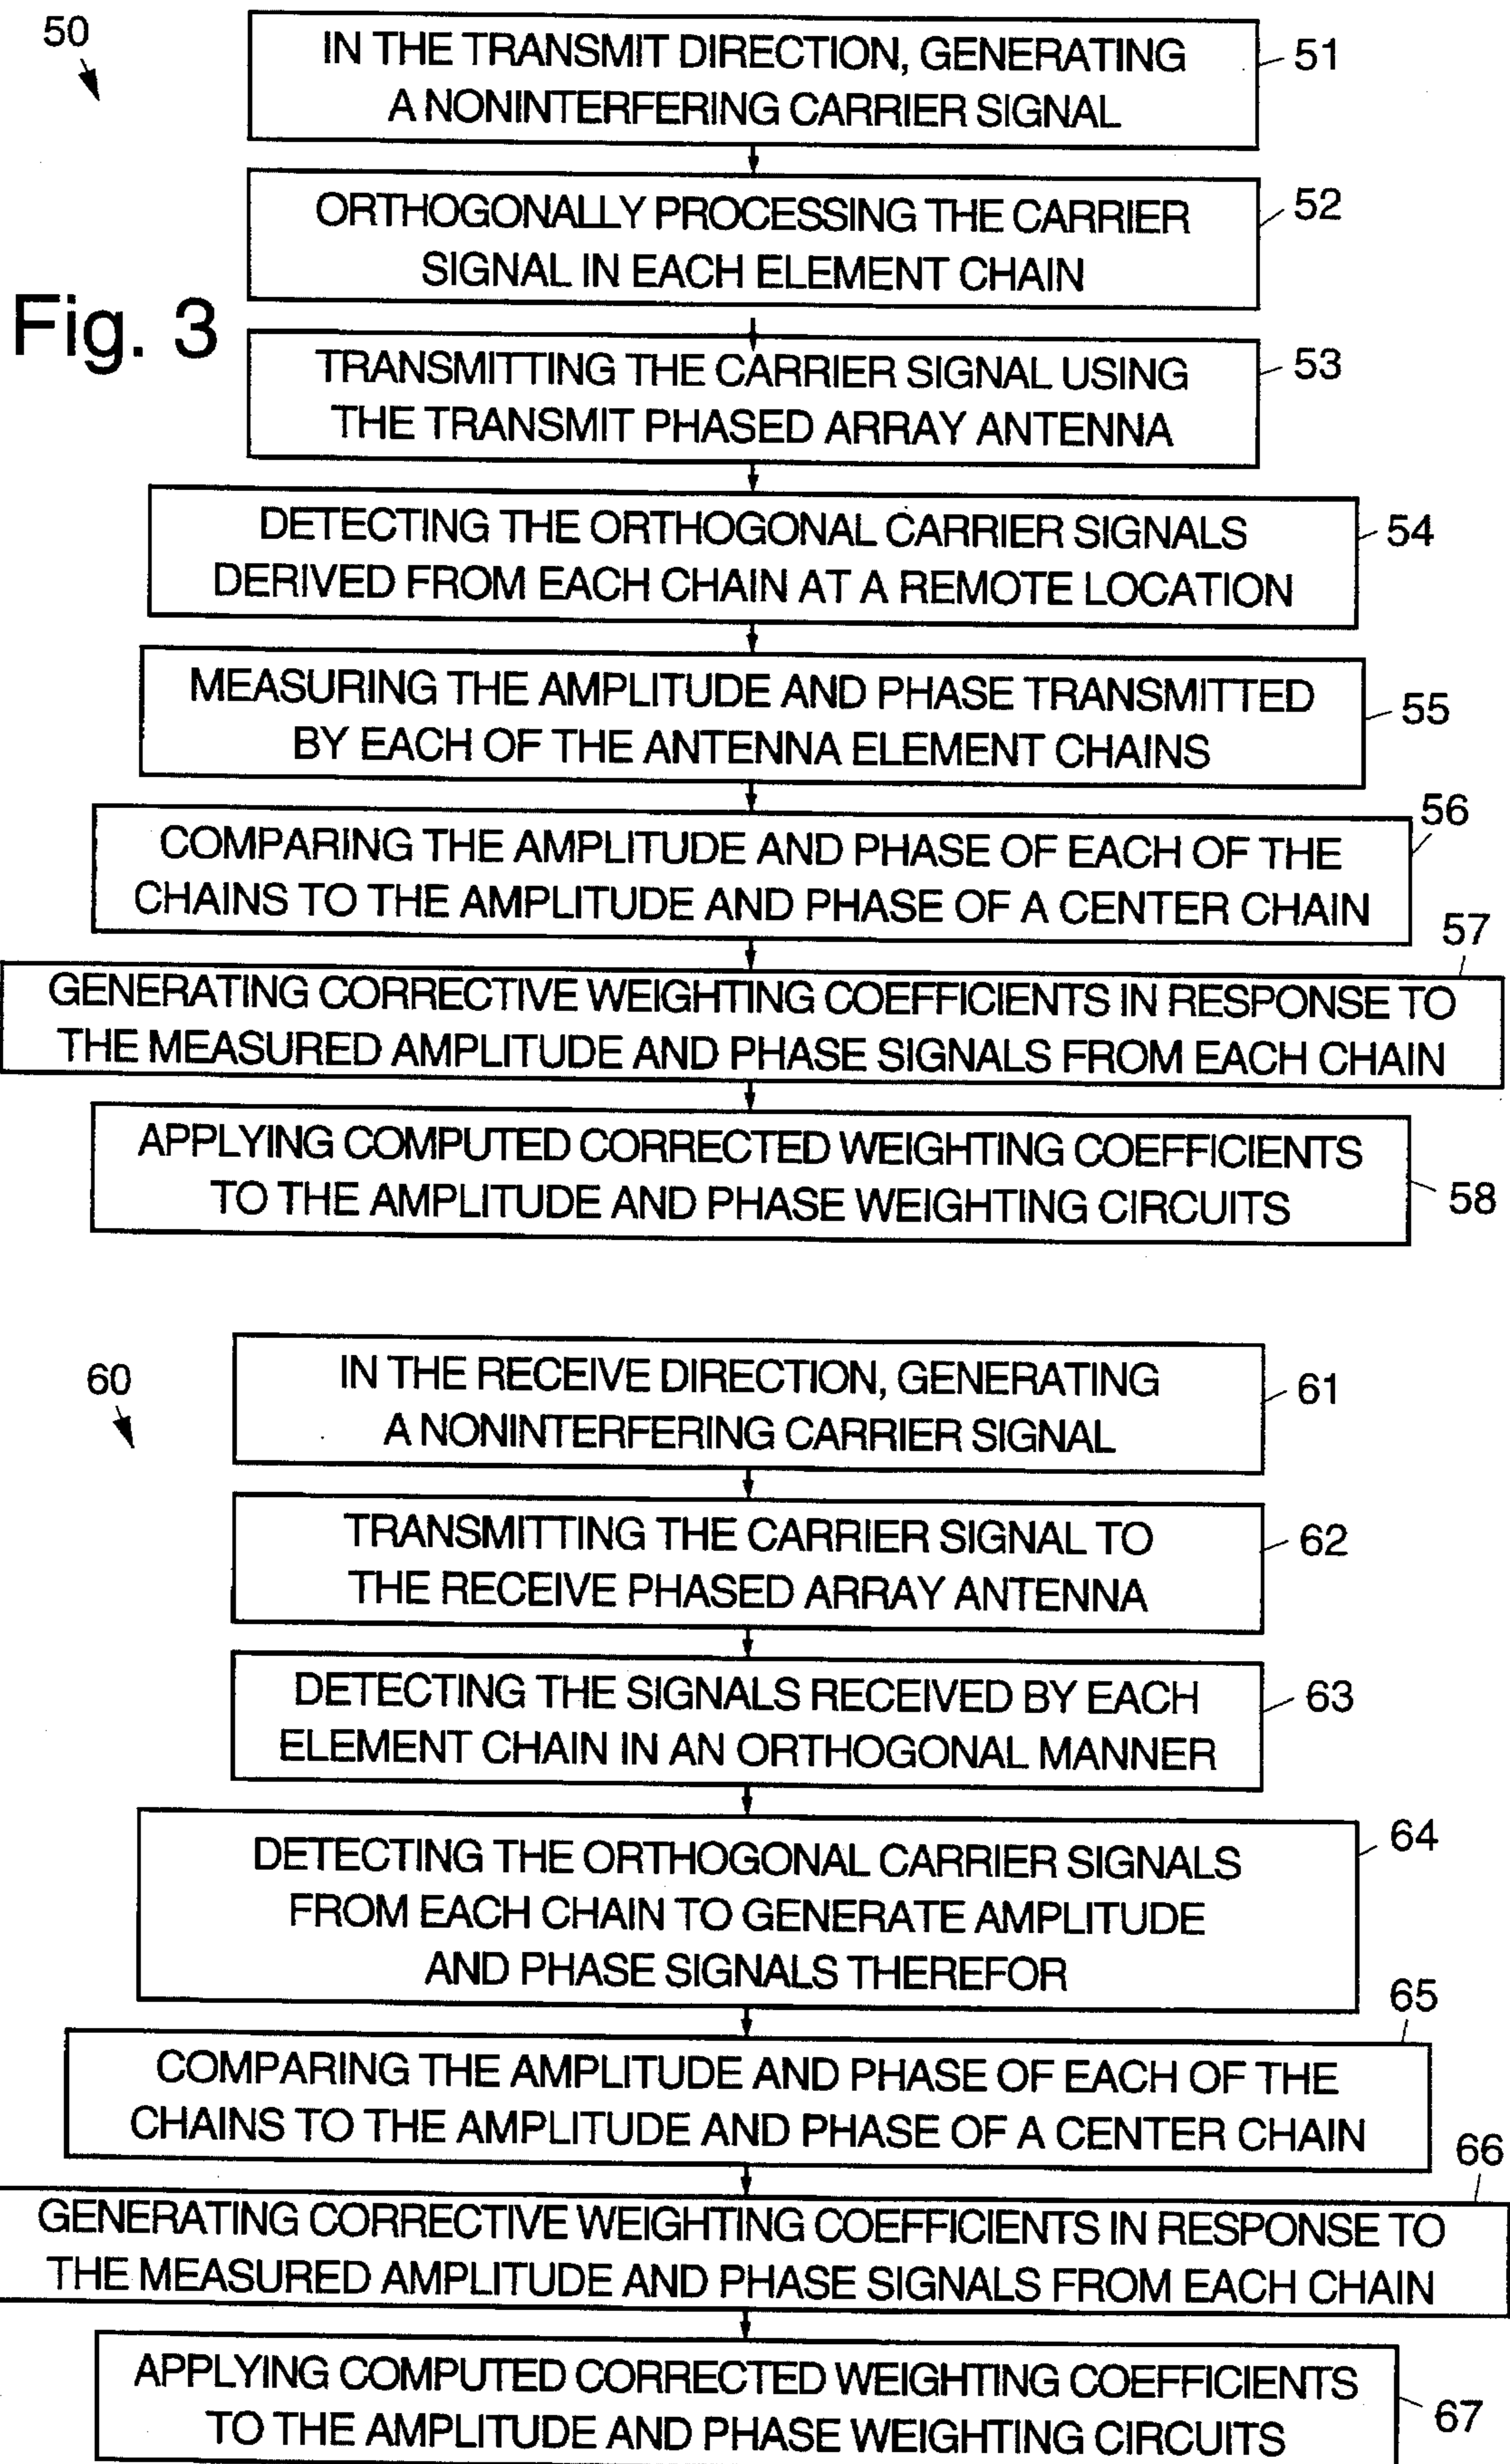 50
IN THE TRANSMIT DIRECTION, GENERATING
A NONINTERFERING CARRIER SIGNAL
51
ORTHOGONALLY PROCESSING THE CARRIER
SIGNAL IN EACH ELEMENT CHAIN
52
Fig. 3
TRANSMITTING THE CARRIER SIGNAL USING
THE TRANSMIT PHASED ARRAY ANTENNA
53
DETECTING THE ORTHOGONAL CARRIER SIGNALS
DERIVED FROM EACH CHAIN AT A REMOTE LOCATION
54
MEASURING THE AMPLITUDE AND PHASE TRANSMITTED
BY EACH OF THE ANTENNA ELEMENT CHAINS
55
COMPARING THE AMPLITUDE AND PHASE OF EACH OF THE
CHAINS TO THE AMPLITUDE AND PHASE OF A CENTER CHAIN
56
57
GENERATING CORRECTIVE WEIGHTING COEFFICIENTS IN RESPONSE TO
THE MEASURED AMPLITUDE AND PHASE SIGNALS FROM EACH CHAIN
APPLYING COMPUTED CORRECTED WEIGHTING COEFFICIENTS
TO THE AMPLITUDE AND PHASE WEIGHTING CIRCUITS
58
60
IN THE RECEIVE DIRECTION, GENERATING
A NONINTERFERING CARRIER SIGNAL
61
TRANSMITTING THE CARRIER SIGNAL TO
THE RECEIVE PHASED ARRAY ANTENNA
62
DETECTING THE SIGNALS RECEIVED BY EACH
ELEMENT CHAIN IN AN ORTHOGONAL MANNER
63
DETECTING THE ORTHOGONAL CARRIER SIGNALS
FROM EACH CHAIN TO GENERATE AMPLITUDE
AND PHASE SIGNALS THEREFOR
64
65
COMPARING THE AMPLITUDE AND PHASE OF EACH OF THE
CHAINS TO THE AMPLITUDE AND PHASE OF A CENTER CHAIN
66
GENERATING CORRECTIVE WEIGHTING COEFFICIENTS IN RESPONSE TO
THE MEASURED AMPLITUDE AND PHASE SIGNALS FROM EACH CHAIN
APPLYING COMPUTED CORRECTED WEIGHTING COEFFICIENTS
TO THE AMPLITUDE AND PHASE WEIGHTING CIRCUITS
67